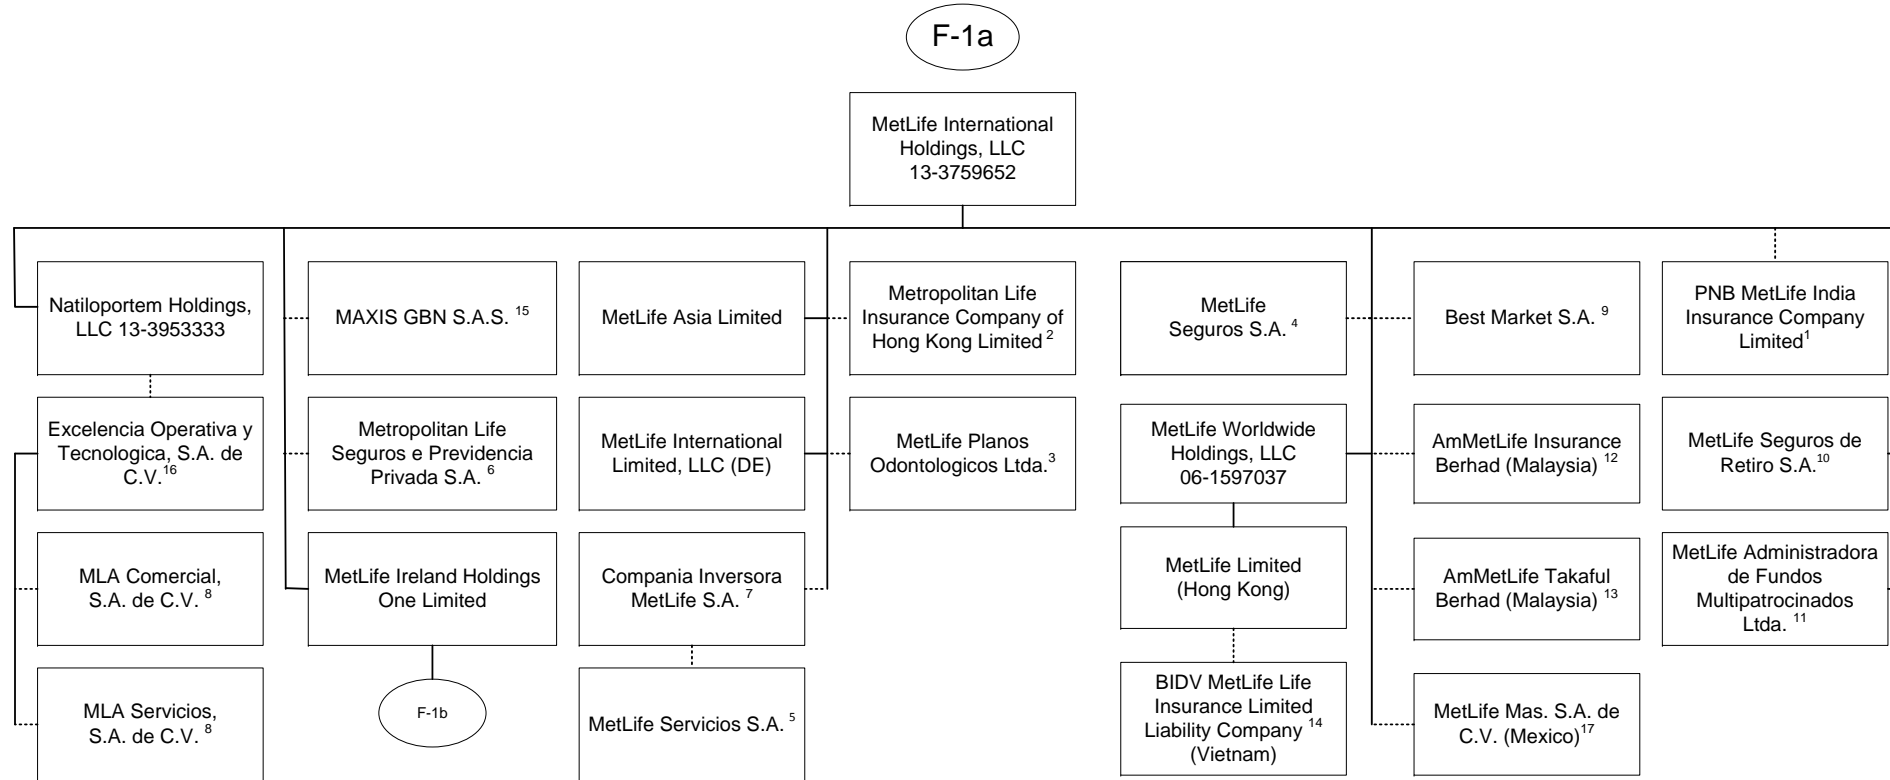 F-1a
MetLife International
Holdings, LLC
13-3759652
Natiloportem Holdings,
LLC 13-3953333
MAXIS GBN S.A.S. 15
MetLife Asia Limited
Metropolitan Life
Insurance Company of
Hong Kong Limited 2
MetLife
Seguros S.A. 4
Best Market S.A. 9
PNB MetLife India
Insurance Company
Limited1
Excelencia Operativa y
Tecnologica, S.A. de
C.V.16
Metropolitan Life
Seguros e Previdencia
Privada S.A. 6
MetLife International
Limited, LLC (DE)
MetLife Planos
Odontologicos Ltda.3
MetLife Worldwide
Holdings, LLC
06-1597037
AmMetLife Insurance
Berhad (Malaysia) 12
MetLife Seguros de
Retiro S.A.10
MLA Comercial,
S.A. de C.V. 8
MetLife Ireland Holdings
One Limited
Compania Inversora
MetLife S.A. 7
MetLife Limited
(Hong Kong)
AmMetLife Takaful
Berhad (Malaysia) 13
MetLife Administradora
de Fundos
Multipatrocinados
Ltda. 11
MLA Servicios,
S.A. de C.V. 8
F-1b
MetLife Servicios S.A. 5
BIDV MetLife Life
Insurance Limited
Liability Company 14
(Vietnam)
MetLife Mas. S.A. de
C.V. (Mexico)17